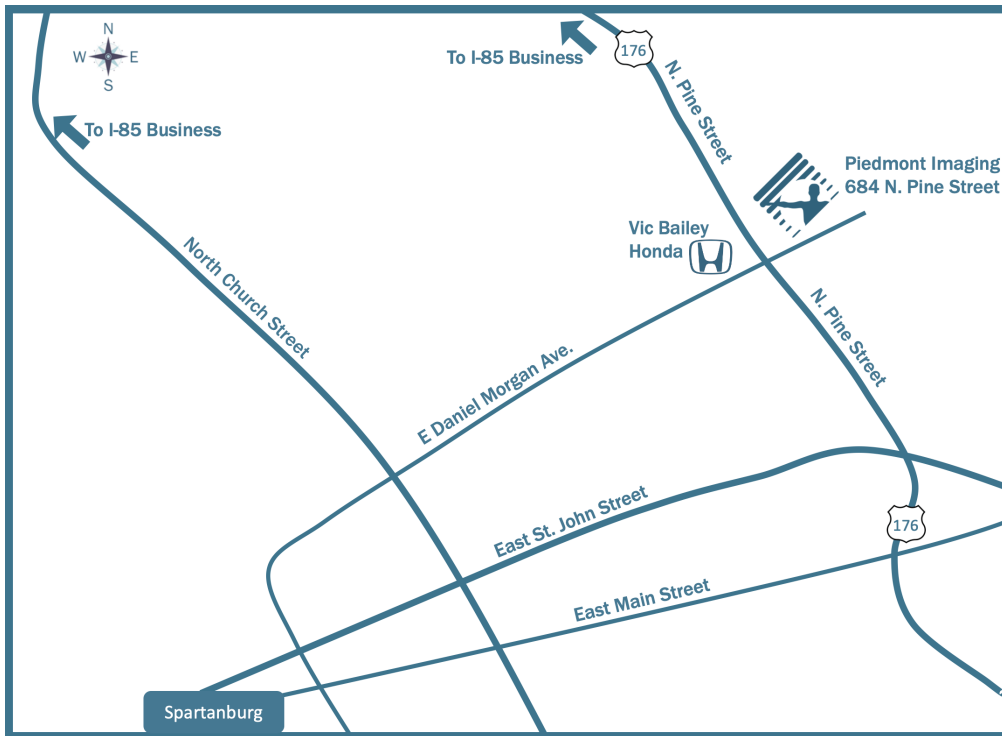 N
W E
S
To I-85 Business
176
N. Pine Street
To I-85 Business
Piedmont Imaging
684 N. Pine Street
Vic Bailey
Honda
North Church Street
N. Pine Street
E Daniel Morgan Ave.
East St. John Street
176
East Main Street
Spartanburg